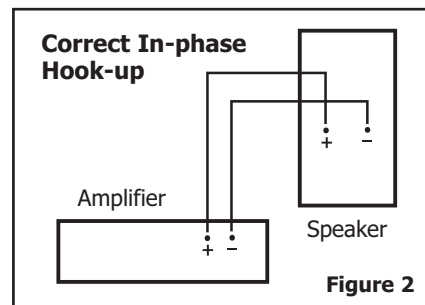 Correct In-phase
Hook-up
+ −
Amplifier
Speaker
+ −
Figure 2